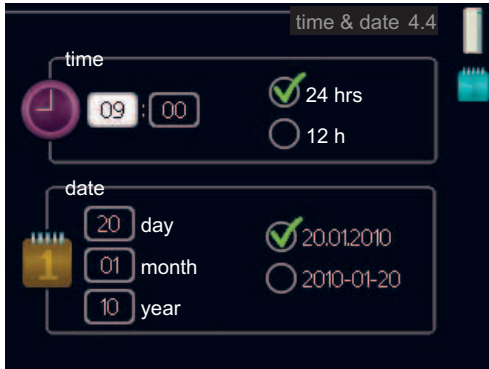 time & date 4.4
time
09 : 00
24 hrs
12 h
date
1
20 day
01 month
10 year
20.01.2010
2010-01-20